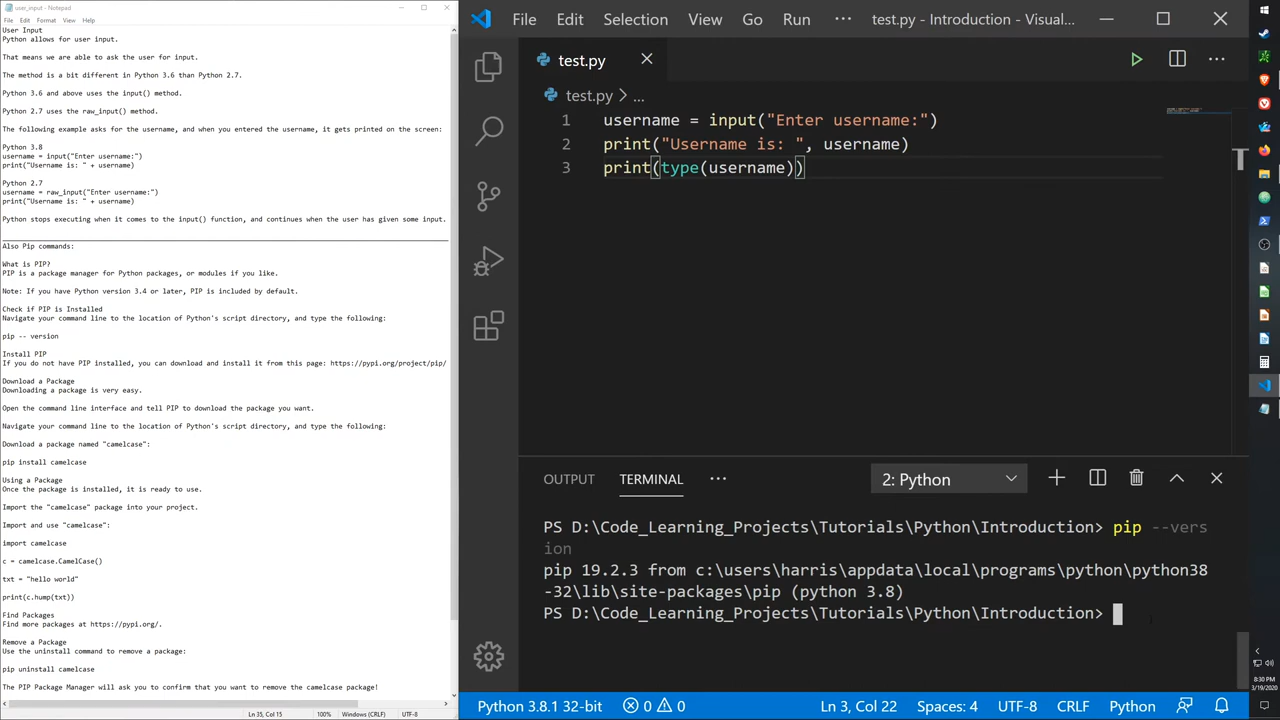 user_input - Notepad
File Edit Format View Help
User Input
Python allows for user input.
That means we are able to ask the user for input.
The method is a bit different in Python 3.6 than Python 2.7.
Python 3.6 and above uses the input() method.
Python 2.7 uses the raw_input() method.
The following example asks for the username, and when you entered the username, it gets printed on the screen:
Python 3.8
username = input("Enter username:")
print("Username is: " + username)
Python 2.7
username = raw_input("Enter username:")
print("Username is: " + username)
Python stops executing when it comes to the input() function, and continues when the user has given some input.
Also Pip commands:
What is PIP?
PIP is a package manager for Python packages, or modules if you like.
Note: If you have Python version 3.4 or later, PIP is included by default.
Check if PIP is Installed
Navigate your command line to the location of Python's script directory, and type the following:
pip -- version
Install PIP
If you do not have PIP installed, you can download and install it from this page: https://pypi.org/project/pip/
Download a Package
Downloading a package is very easy.
Open the command line interface and tell PIP to download the package you want.
Navigate your command line to the location of Python's script directory, and type the following:
Download a package named "camelcase":
pip install camelcase
Using a Package
Once the package is installed, it is ready to use.
Import the "camelcase" package into your project.
Import and use "camelcase":
import camelcase
c = camelcase.CamelCase()
txt = "hello world"
print(c.hump(txt))
Find Packages
Find more packages at https://pypi.org/.
Remove a Package
Use the uninstall command to remove a package:
pip uninstall camelcase
The PIP Package Manager will ask you to confirm that you want to remove the camelcase package!
Ln 35, Col 15 100% Windows (CRLF) UTF-8
File Edit Selection View Go Run ··· test.py - Introduction - Visual...
test.py
test.py > ...
1 username = input("Enter username:")
2 print("Username is: ", username)
3 print(type(username))
OUTPUT TERMINAL ··· 2: Python
PS D:\Code_Learning_Projects\Tutorials\Python\Introduction> pip --vers
ion
pip 19.2.3 from c:\users\harris\appdata\local\programs\python\python38
-32\lib\site-packages\pip (python 3.8)
PS D:\Code_Learning_Projects\Tutorials\Python\Introduction>
Python 3.8.1 32-bit 0 0 Ln 3, Col 22 Spaces: 4 UTF-8 CRLF Python
8:30 PM
3/19/2020